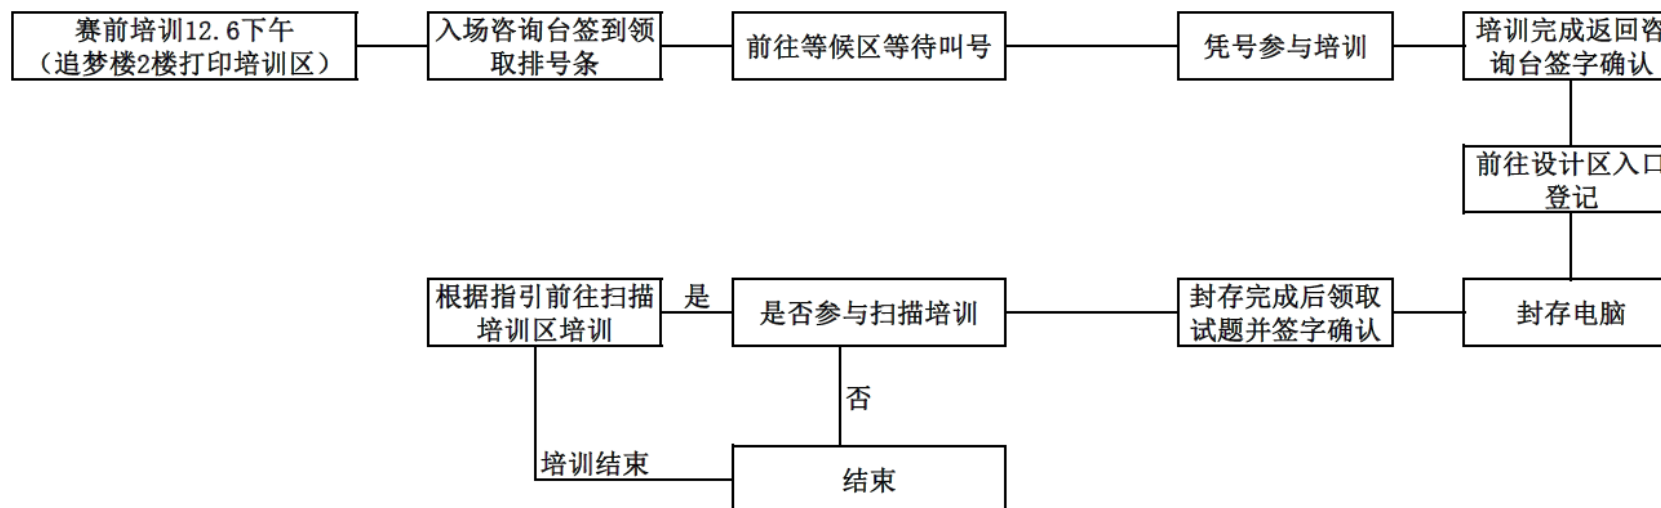 赛前培训12.6下午
（追梦楼2楼打印培训区）
入场咨询台签到领
取排号条
前往等候区等待叫号
凭号参与培训
培训完成返回咨
询台签字确认
前往设计区入口
登记
封存电脑
封存完成后领取
试题并签字确认
是否参与扫描培训
是
根据指引前往扫描
培训区培训
否
培训结束
结束